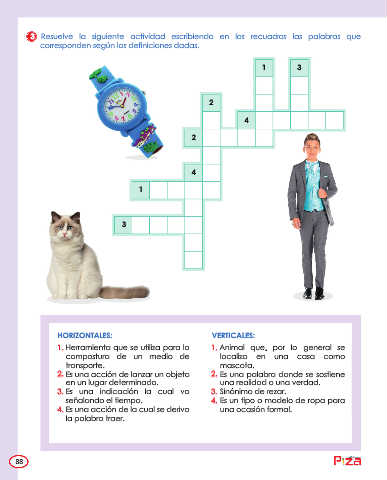 3 Resuelve la siguiente actividad escribiendo en los recuadros las palabras que
corresponden según las definiciones dadas.
1 3
2
4
2
4
1
3
HORIZONTALES:
1. Herramienta que se utiliza para la
compostura de un medio de
transporte.
2. Es una acción de lanzar un objeto
en un lugar determinado.
3. Es una indicación la cual va
señalando el tiempo.
4. Es una acción de la cual se deriva
la palabra traer.
VERTICALES:
1. Animal que, por lo general se
localiza en una casa como
mascota.
2. Es una palabra donde se sostiene
una realidad o una verdad.
3. Sinónimo de rezar.
4. Es un tipo o modelo de ropa para
una ocasión formal.
88
Piza